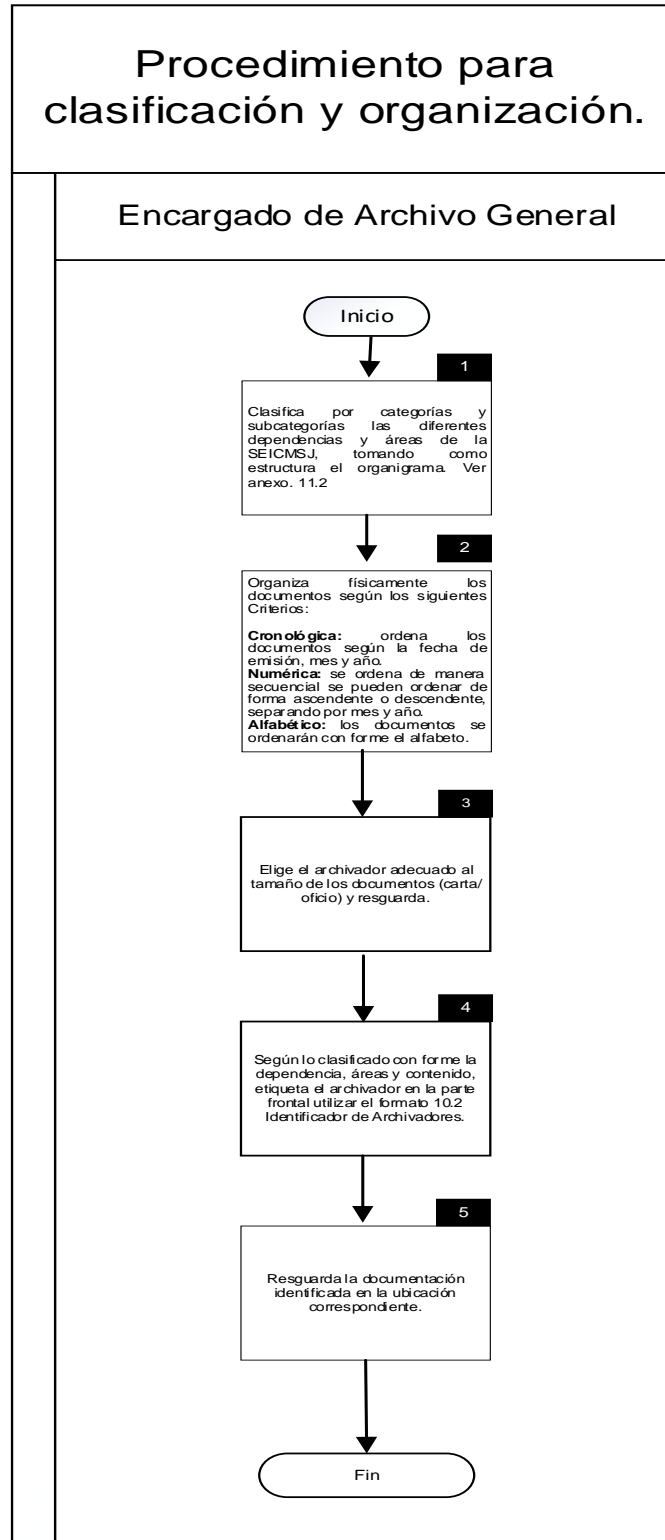 Procedimiento para
clasificación y organización.
Encargado de Archivo General
Inicio
1
Clasifica por categorías y
subcategorías las diferentes
dependencias y áreas de la
SEICMSJ, tomando como
estructura el organigrama. Ver
anexo. 11.2
2
Organiza físicamente los
documentos según los siguientes
Criterios:
Cronológica: ordena los
documentos según la fecha de
emisión, mes y año.
Numérica: se ordena de manera
secuencial se pueden ordenar de
forma ascendente o descendente,
separando por mes y año.
Alfabético: los documentos se
ordenarán con forme el alfabeto.
3
Elige el archivador adecuado al
tamaño de los documentos (carta/
oficio) y resguarda.
4
Según lo clasificado con forme la
dependencia, áreas y contenido,
etiqueta el archivador en la parte
frontal utilizar el formato 10.2
Identificador de Archivadores.
5
Resguarda la documentación
identificada en la ubicación
correspondiente.
Fin